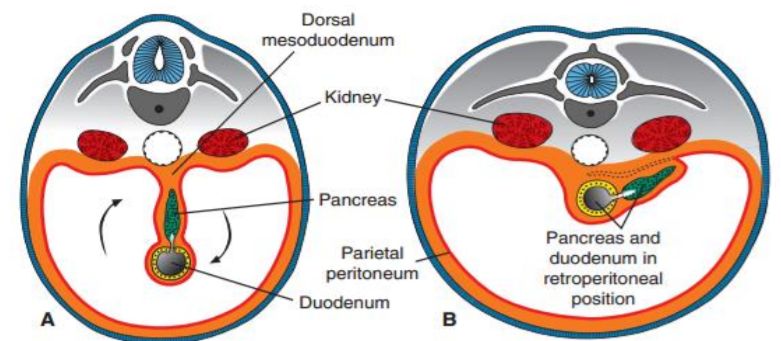 Dorsal
mesoduodenum
Kidney
Pancreas
Parietal
peritoneum
Duodenum
Pancreas and
duodenum in
retroperitoneal
position
A
B